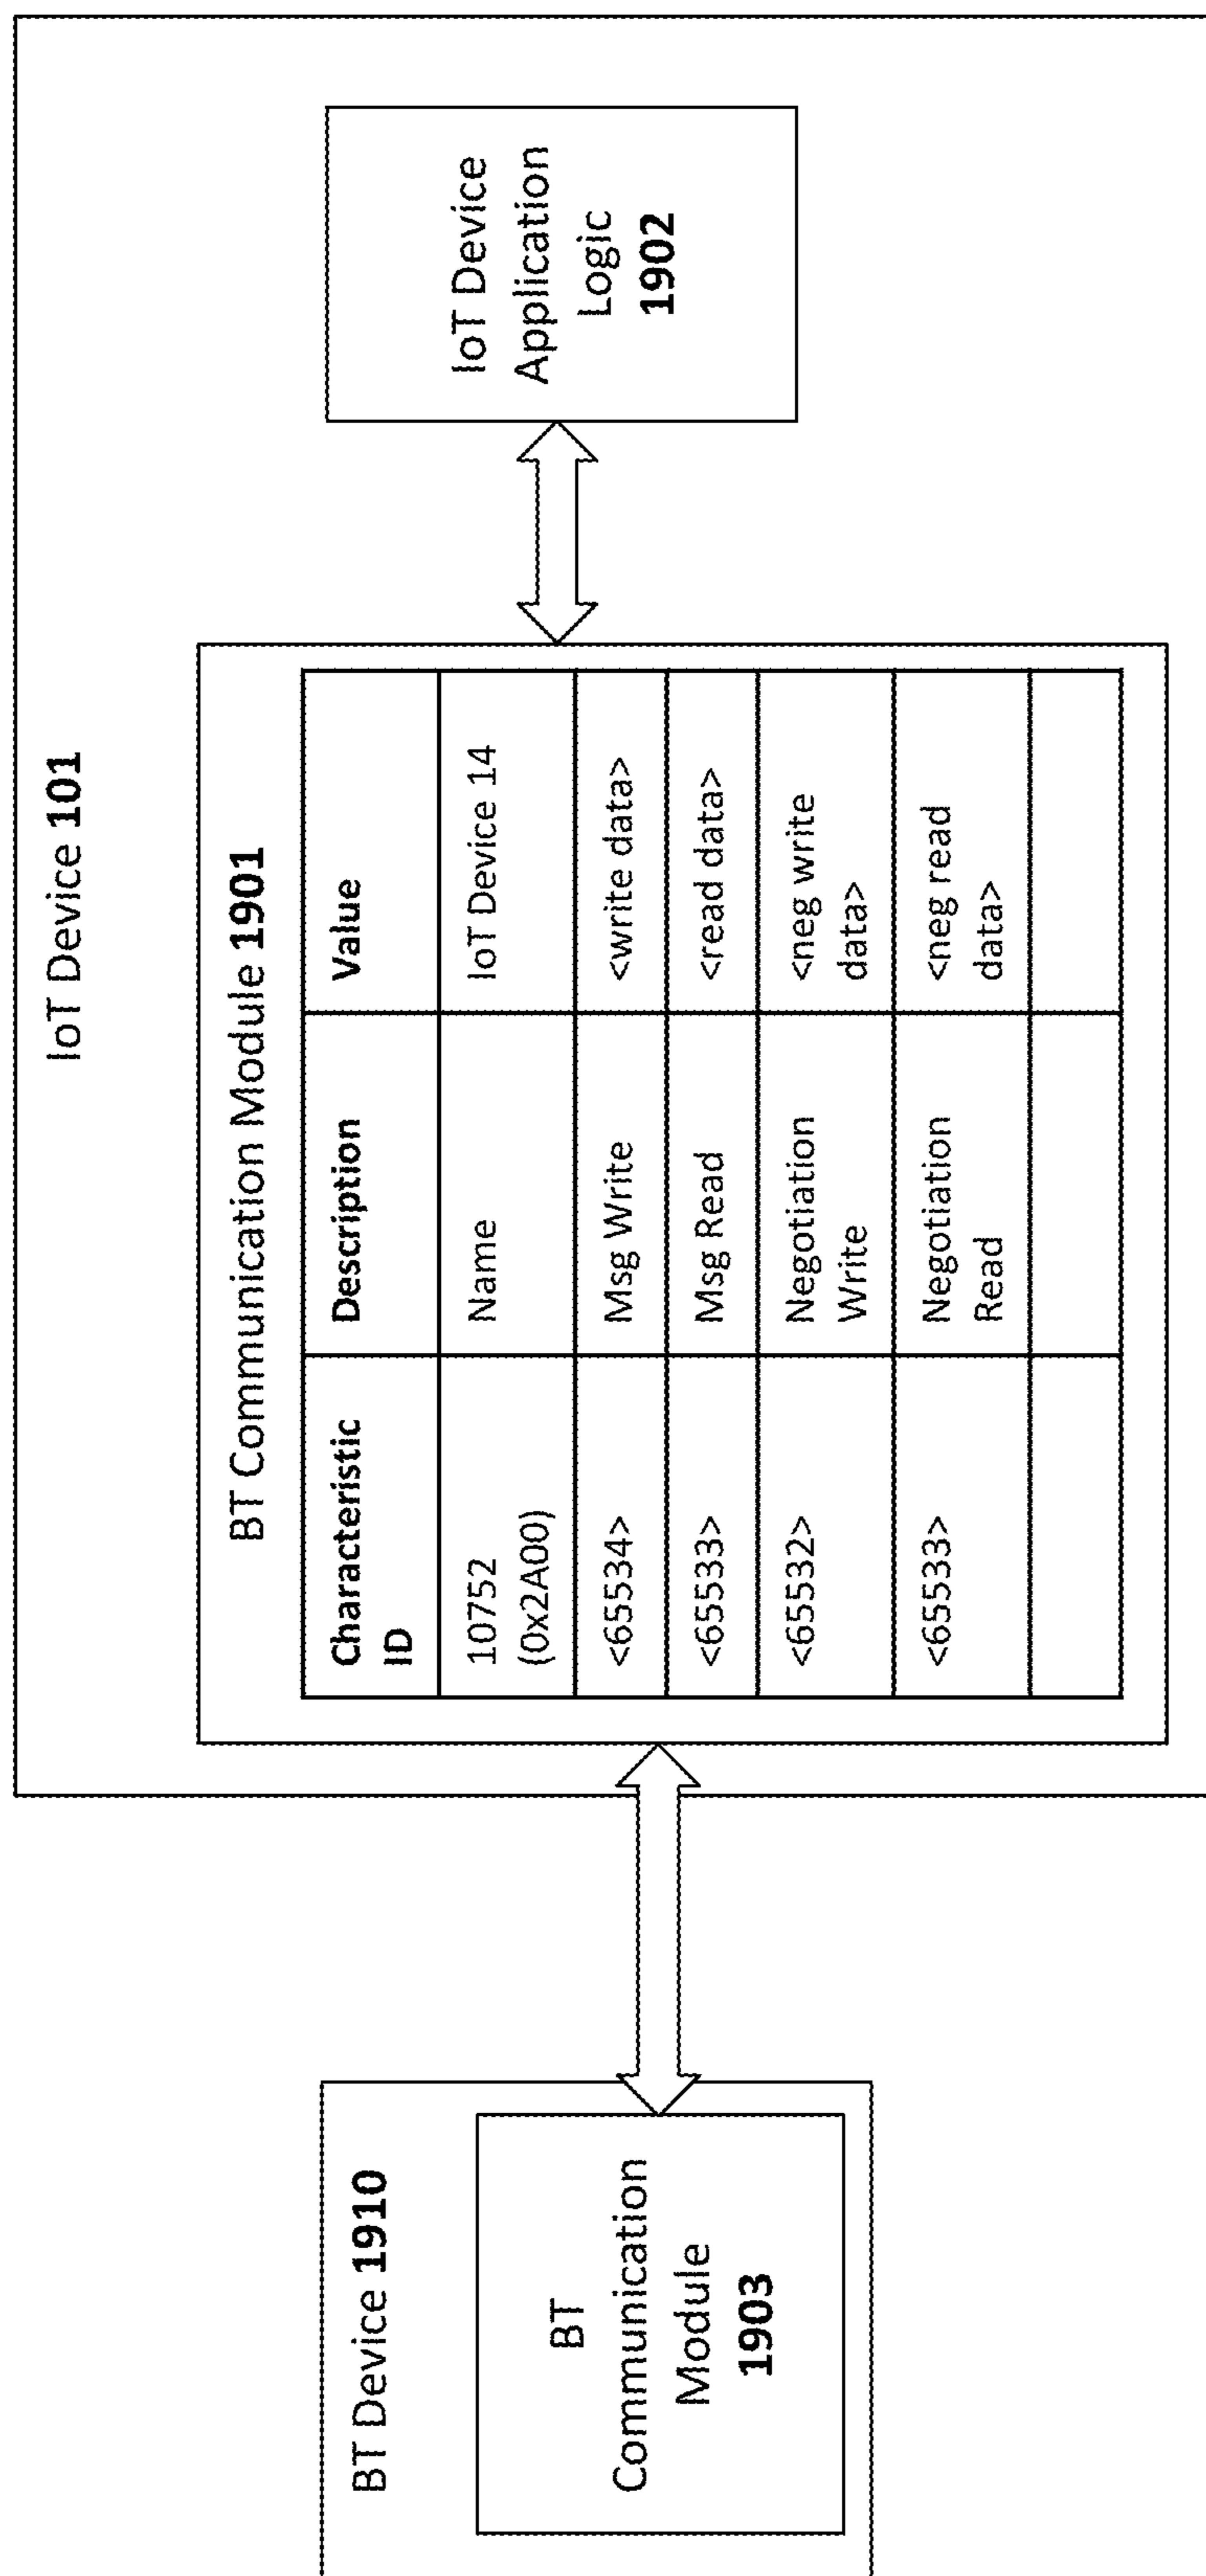 IoT Device 101
BT Device 1910
BT
Communication
Module
1903
BT Communication Module 1901
Characteristic
ID
Description
Value
10752
(0x2A00)
Name
IoT Device 14
<65534>
Msg Write
<write data>
<65533>
Msg Read
<read data>
<65532>
Negotiation
Write
<neg write
data>
<65533>
Negotiation
Read
<neg read
data>
IoT Device
Application
Logic
1902